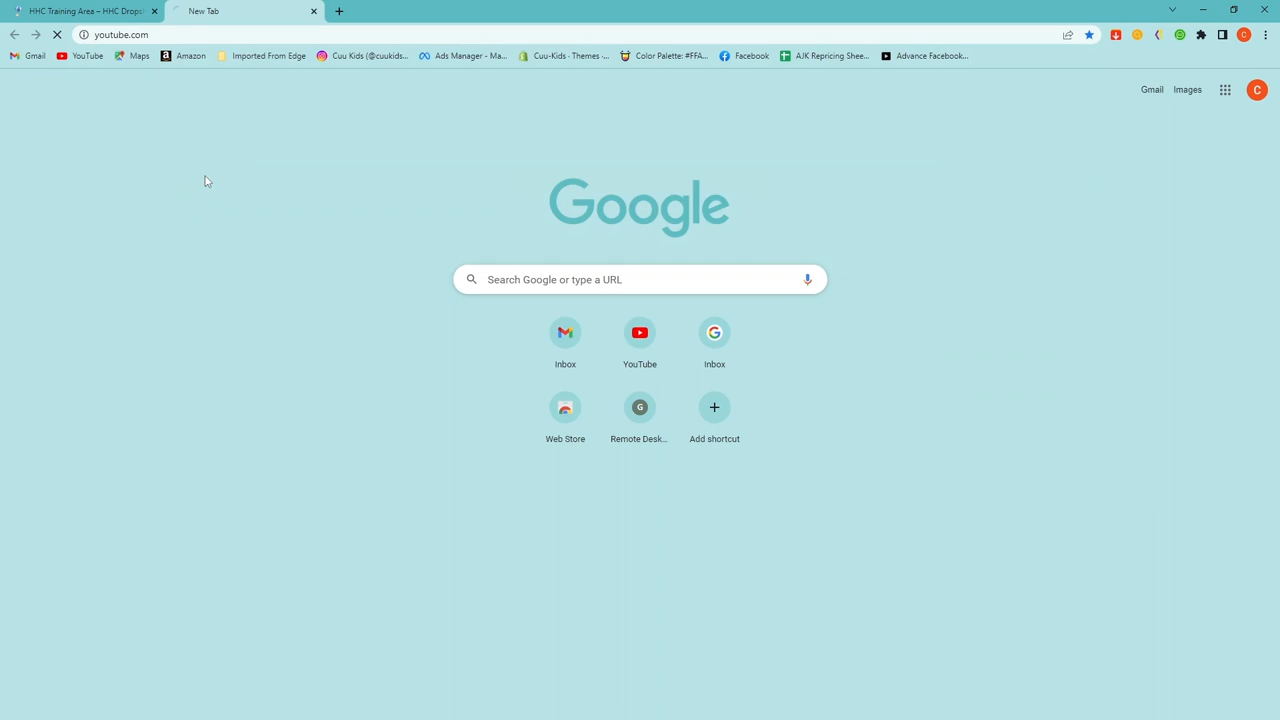 HHC Training Area – HHC Dropsh
New Tab
youtube.com
Gmail
YouTube
Maps
Amazon
Imported From Edge
Cuu Kids (@cuukids...
Ads Manager - Ma...
Cuu-Kids · Themes ·...
Color Palette: #FFA...
Facebook
AJK Repricing Shee...
Advance Facebook...
Gmail
Images
C
Google
Search Google or type a URL
Inbox
YouTube
Inbox
Web Store
Remote Desk...
Add shortcut